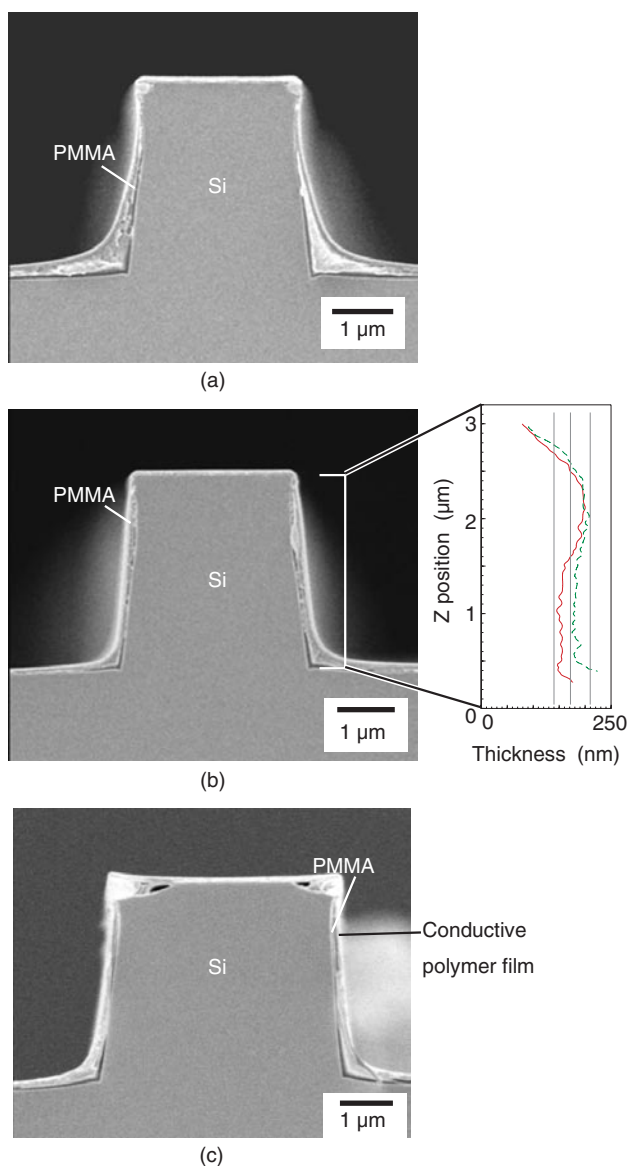 PMMA
Si
1 μm
(a)
PMMA
Si
1 μm
(b)
3
2
1
0
0
250
Z position (μm)
Thickness (nm)
PMMA
Conductive
polymer film
Si
1 μm
(c)